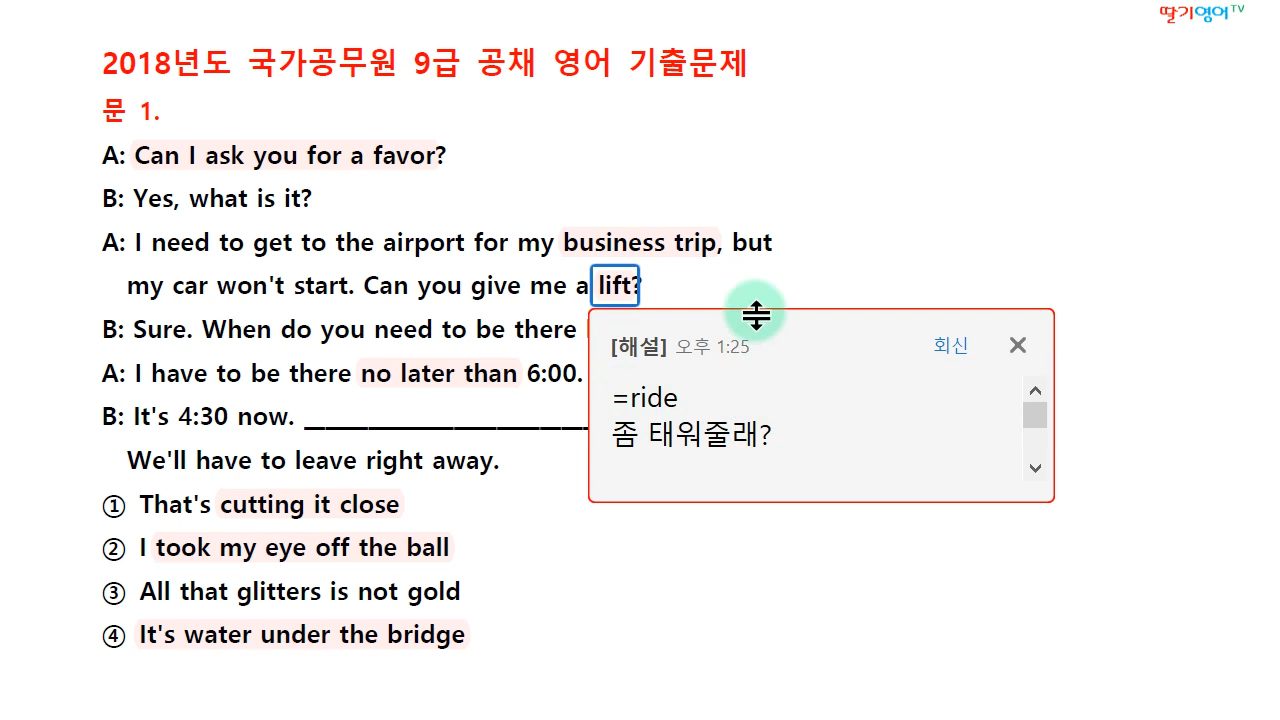 딸기영어TV
2018년도 국가공무원 9급 공채 영어 기출문제
문 1.
A: Can I ask you for a favor?
B: Yes, what is it?
A: I need to get to the airport for my business trip, but
my car won't start. Can you give me a lift?
B: Sure. When do you need to be there
A: I have to be there no later than 6:00.
B: It's 4:30 now. ______________________
We'll have to leave right away.
① That's cutting it close
② I took my eye off the ball
③ All that glitters is not gold
④ It's water under the bridge
[해설] 오후 1:25 회신
=ride
좀 태워줄래?